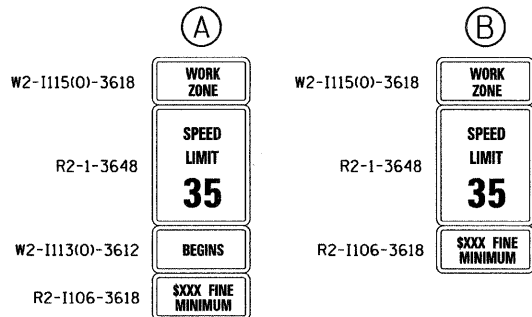 A
W2-I115(O)-3618
WORK
ZONE
R2-1-3648
SPEED
LIMIT
35
W2-I113(O)-3612
BEGINS
R2-I106-3618
$XXX FINE
MINIMUM
B
W2-I115(O)-3618
WORK
ZONE
R2-1-3648
SPEED
LIMIT
35
R2-I106-3618
$XXX FINE
MINIMUM